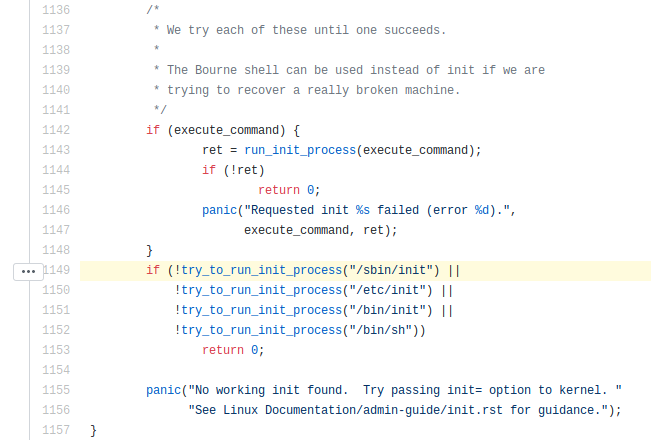 1136         /*
1137          * We try each of these until one succeeds.
1138          *
1139          * The Bourne shell can be used instead of init if we are
1140          * trying to recover a really broken machine.
1141          */
1142         if (execute_command) {
1143                 ret = run_init_process(execute_command);
1144                 if (!ret)
1145                         return 0;
1146                 panic("Requested init %s failed (error %d).",
1147                       execute_command, ret);
1148         }
••• 1149         if (!try_to_run_init_process("/sbin/init") ||
1150             !try_to_run_init_process("/etc/init") ||
1151             !try_to_run_init_process("/bin/init") ||
1152             !try_to_run_init_process("/bin/sh"))
1153                 return 0;
1154
1155         panic("No working init found.  Try passing init= option to kernel. "
1156               "See Linux Documentation/admin-guide/init.rst for guidance.");
1157 }